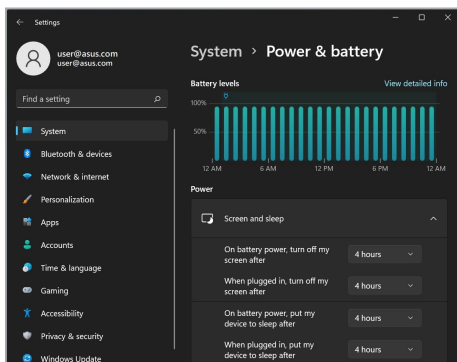 Settings
user@asus.com
user@asus.com
Find a setting
System
Bluetooth & devices
Network & internet
Personalization
Apps
Accounts
Time & language
Gaming
Accessibility
Privacy & security
Windows Update
System > Power & battery
Battery levels
View detailed info
100%
50%
12 AM 6 AM 12 PM 6 PM 12 AM
Power
Screen and sleep
On battery power, turn off my
screen after
4 hours
When plugged in, turn off my
screen after
4 hours
On battery power, put my
device to sleep after
4 hours
When plugged in, put my
device to sleep after
4 hours